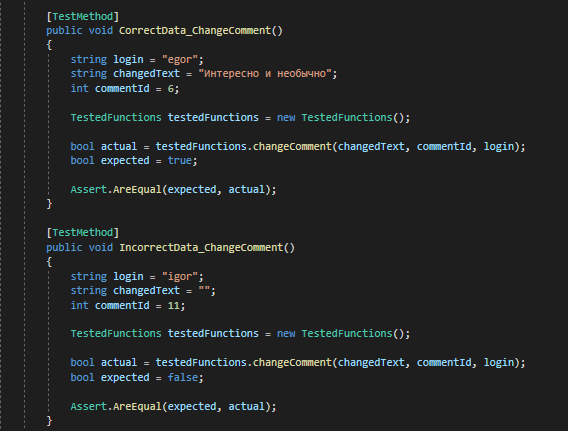 [TestMethod]
public void CorrectData_ChangeComment()
{
string login = "egor";
string changedText = "Интересно и необычно";
int commentId = 6;
TestedFunctions testedFunctions = new TestedFunctions();
bool actual = testedFunctions.changeComment(changedText, commentId, login);
bool expected = true;
Assert.AreEqual(expected, actual);
}
[TestMethod]
public void IncorrectData_ChangeComment()
{
string login = "igor";
string changedText = "";
int commentId = 11;
TestedFunctions testedFunctions = new TestedFunctions();
bool actual = testedFunctions.changeComment(changedText, commentId, login);
bool expected = false;
Assert.AreEqual(expected, actual);
}